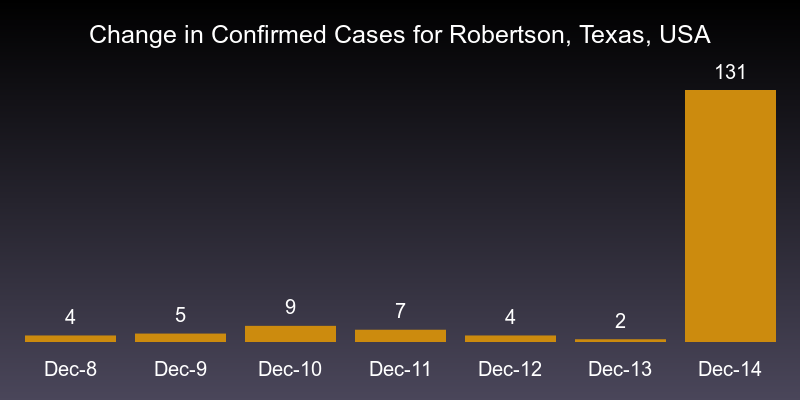 Change in Confirmed Cases for Robertson, Texas, USA
131
4 5 9 7 4 2
Dec-8 Dec-9 Dec-10 Dec-11 Dec-12 Dec-13 Dec-14